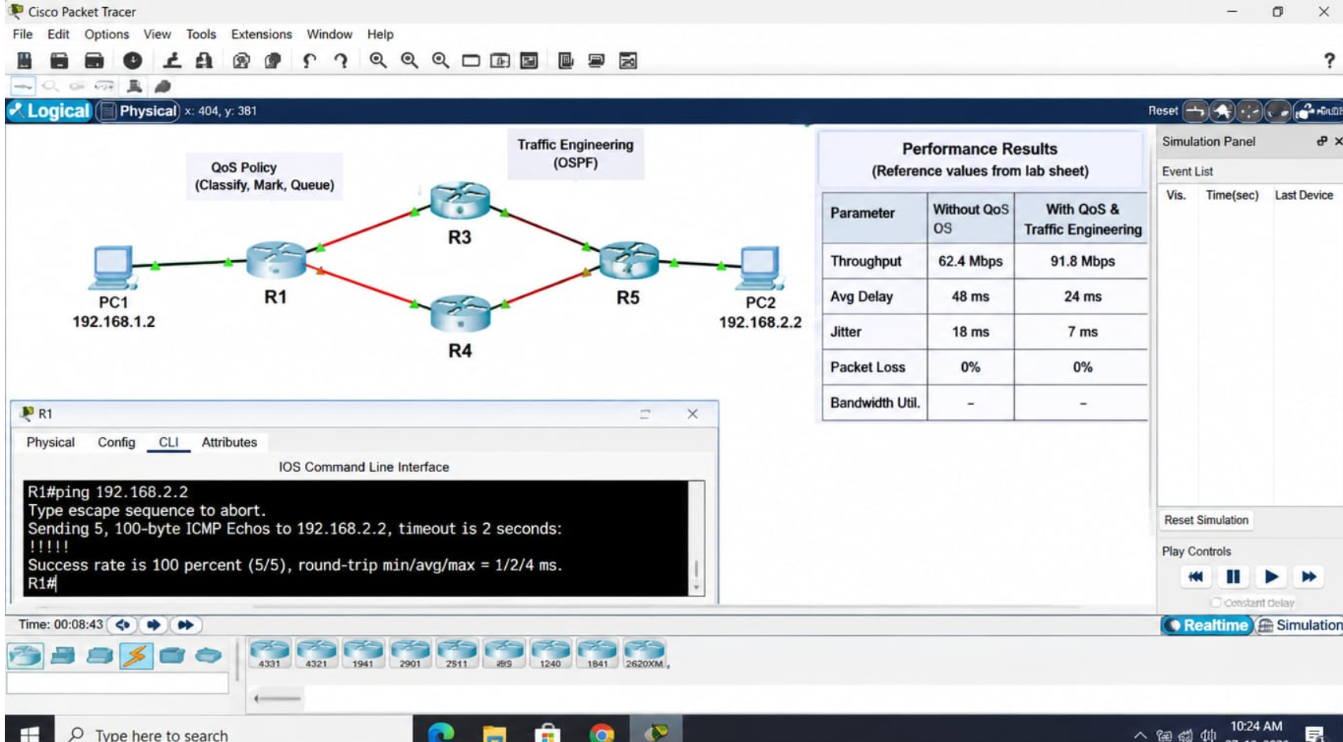 Cisco Packet Tracer
File Edit Options View Tools Extensions Window Help
?
Logical Physical x: 404, y: 381
Reset
QoS Policy
(Classify, Mark, Queue)
Traffic Engineering
(OSPF)
R3
PC1
192.168.1.2
R1
R5
PC2
192.168.2.2
R4
Performance Results
(Reference values from lab sheet)
Parameter Without QoS OS With QoS & Traffic Engineering
Throughput 62.4 Mbps 91.8 Mbps
Avg Delay 48 ms 24 ms
Jitter 18 ms 7 ms
Packet Loss 0% 0%
Bandwidth Util. - -
Simulation Panel
Event List
Vis. Time(sec) Last Device
Reset Simulation
Play Controls
Constant Delay
R1
Physical Config CLI Attributes
IOS Command Line Interface
R1#ping 192.168.2.2
Type escape sequence to abort.
Sending 5, 100-byte ICMP Echos to 192.168.2.2, timeout is 2 seconds:
!!!!!
Success rate is 100 percent (5/5), round-trip min/avg/max = 1/2/4 ms.
R1#
Time: 00:08:43
Realtime Simulation
4331 4321 1941 2901 2511 1240 1841 2620XM
Type here to search
10:24 AM